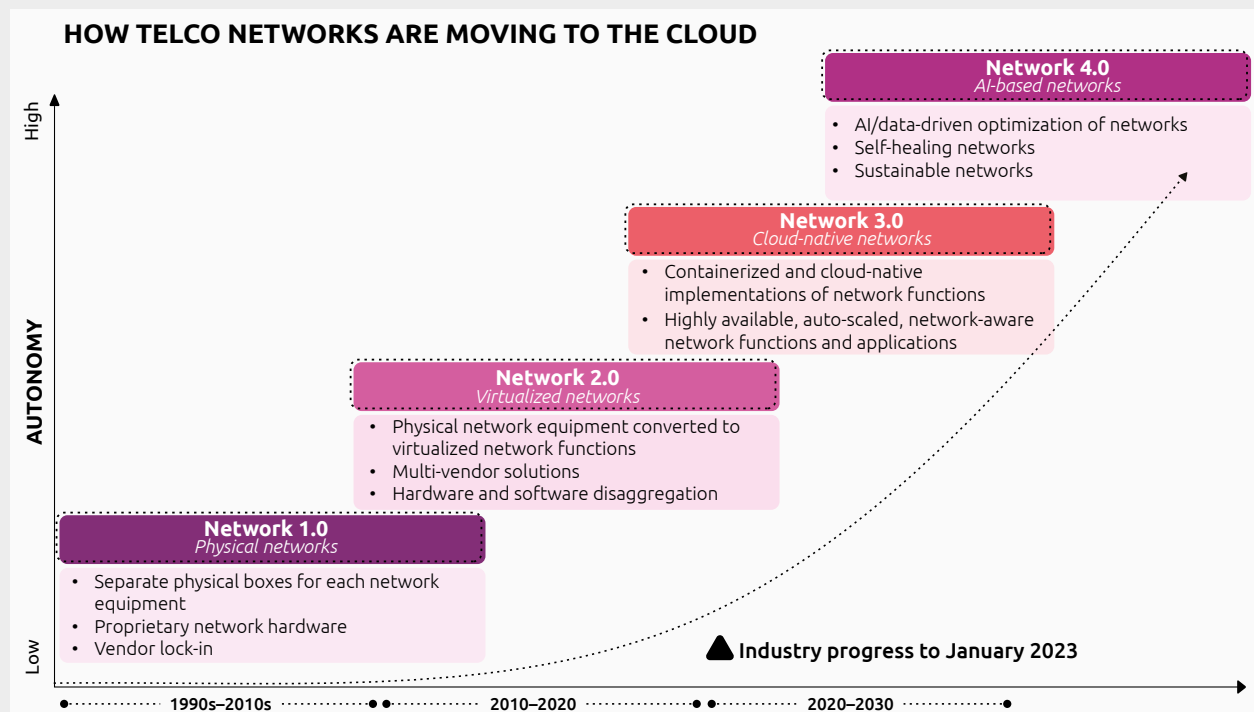 HOW TELCO NETWORKS ARE MOVING TO THE CLOUD
Network 4.0
AI-based networks
• AI/data-driven optimization of networks
• Self-healing networks
• Sustainable networks
High
Network 3.0
Cloud-native networks
• Containerized and cloud-native
implementations of network functions
• Highly available, auto-scaled, network-aware
network functions and applications
AUTONOMY
Network 2.0
Virtualized networks
• Physical network equipment converted to
virtualized network functions
• Multi-vendor solutions
• Hardware and software disaggregation
Network 1.0
Physical networks
• Separate physical boxes for each network
equipment
• Proprietary network hardware
• Vendor lock-in
Low
Industry progress to January 2023
1990s–2010s
2010–2020
2020–2030